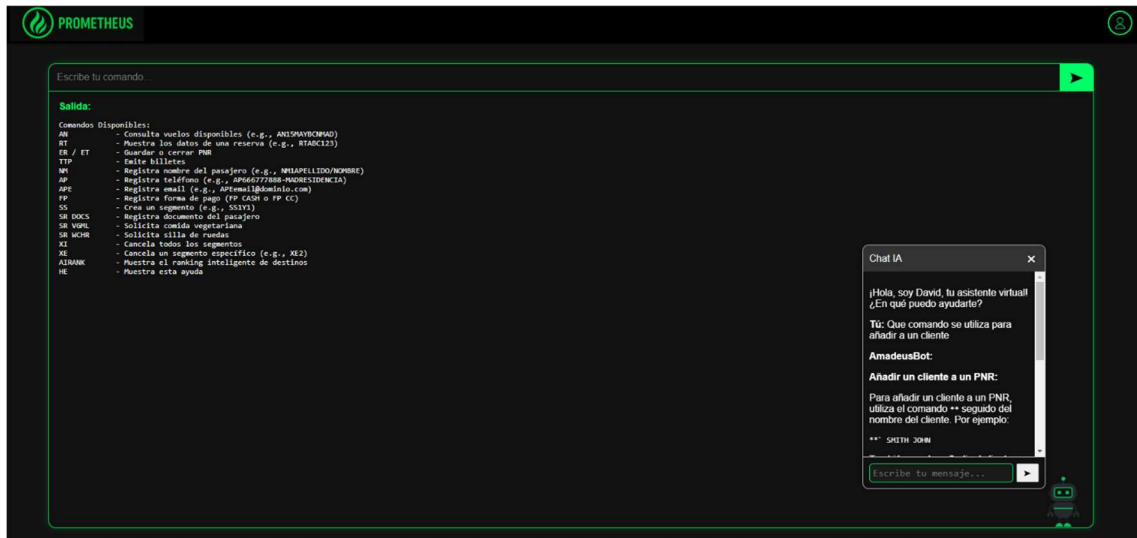 PROMETHEUS
Escribe tu comando...
Salida:
Comandos Disponibles:
AN - Consulta vuelos disponibles (e.g., AN15MAYBCNMAD)
RT - Muestra los datos de una reserva (e.g., RTABC123)
ER / ET - Guardar o cerrar PNR
TTP - Emite billetes
NM - Registra nombre del pasajero (e.g., NM1APELLIDO/NOMBRE)
AP - Registra teléfono (e.g., AP666777888-MADRESIDENCIA)
APE - Registra email (e.g., APEemail@dominio.com)
FP - Registra forma de pago (FP CASH o FP CC)
SS - Crea un segmento (e.g., SS1Y1)
SR DOCS - Registra documento del pasajero
SR VGML - Solicita comida vegetariana
SR WCHR - Solicita silla de ruedas
XI - Cancela todos los segmentos
XE - Cancela un segmento específico (e.g., XE2)
AIRANK - Muestra el ranking inteligente de destinos
HE - Muestra esta ayuda
Chat IA
¡Hola, soy David, tu asistente virtual!
¿En qué puedo ayudarte?
Tú: Que comando se utiliza para
añadir a un cliente
AmadeusBot:
Añadir un cliente a un PNR:
Para añadir un cliente a un PNR,
utiliza el comando ** seguido del
nombre del cliente. Por ejemplo:
**` SMITH JOHN
Escribe tu mensaje...